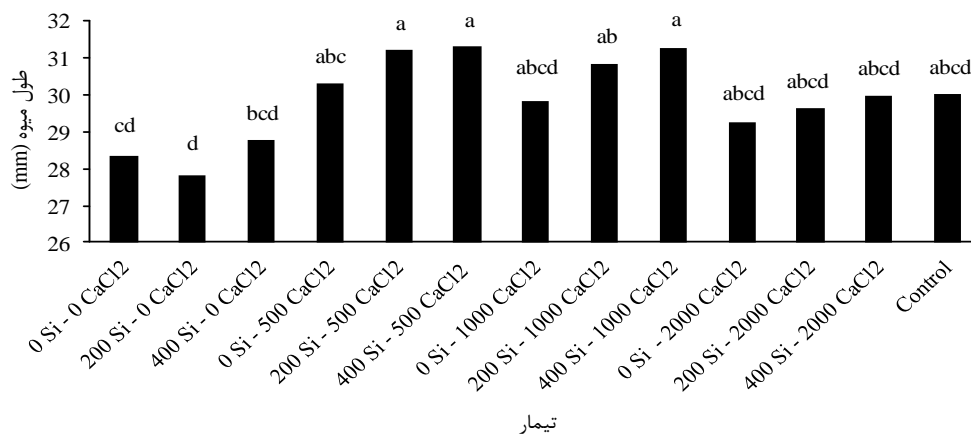 طول میوه (mm)
32
31
30
29
28
27
26
cd
d
bcd
abc
a
a
abcd
ab
a
abcd
abcd
abcd
abcd
0 Si - 0 CaCl2
200 Si - 0 CaCl2
400 Si - 0 CaCl2
0 Si - 500 CaCl2
200 Si - 500 CaCl2
400 Si - 500 CaCl2
0 Si - 1000 CaCl2
200 Si - 1000 CaCl2
400 Si - 1000 CaCl2
0 Si - 2000 CaCl2
200 Si - 2000 CaCl2
400 Si - 2000 CaCl2
Control
تیمار